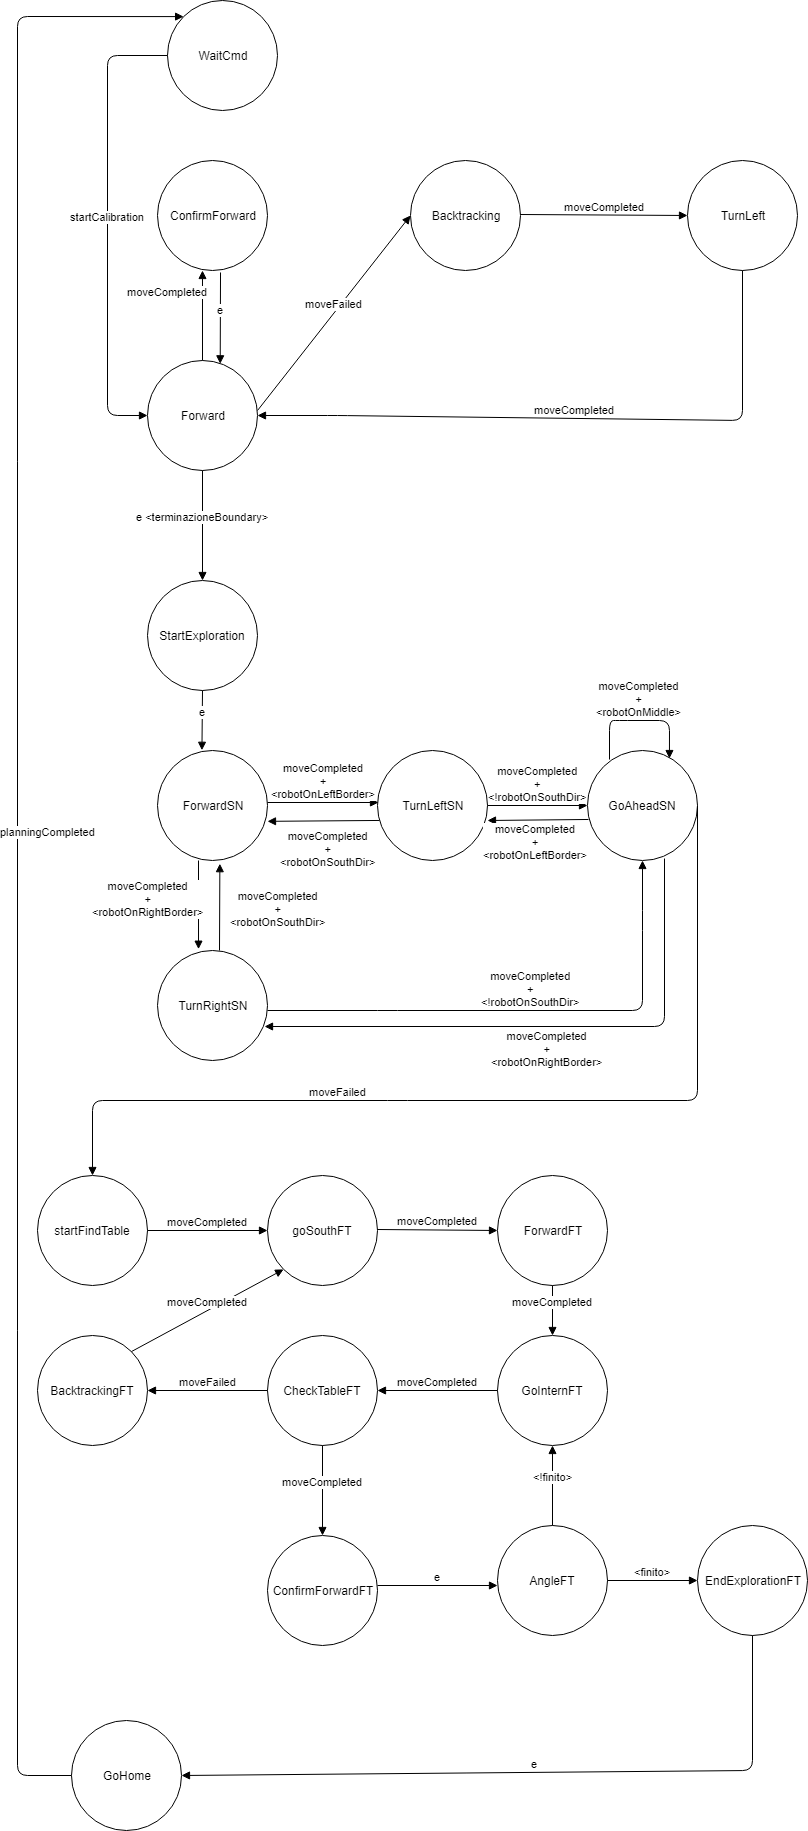 WaitCmd
ConfirmForward
Backtracking
moveCompleted
TurnLeft
startCalibration
moveCompleted
e
moveFailed
Forward
moveCompleted
e <terminazioneBoundary>
StartExploration
e
moveCompleted
+
<robotOnMiddle>
ForwardSN
moveCompleted
+
<robotOnLeftBorder>
TurnLeftSN
moveCompleted
+
<!robotOnSouthDir>
GoAheadSN
planningCompleted
moveCompleted
+
<robotOnSouthDir>
moveCompleted
+
<robotOnLeftBorder>
moveCompleted
+
<robotOnRightBorder>
moveCompleted
+
<robotOnSouthDir>
TurnRightSN
moveCompleted
+
<!robotOnSouthDir>
moveCompleted
+
<robotOnRightBorder>
moveFailed
startFindTable
moveCompleted
goSouthFT
moveCompleted
ForwardFT
moveCompleted
moveCompleted
BacktrackingFT
moveFailed
CheckTableFT
moveCompleted
GoInternFT
moveCompleted
<!finito>
ConfirmForwardFT
e
AngleFT
<finito>
EndExplorationFT
GoHome
e